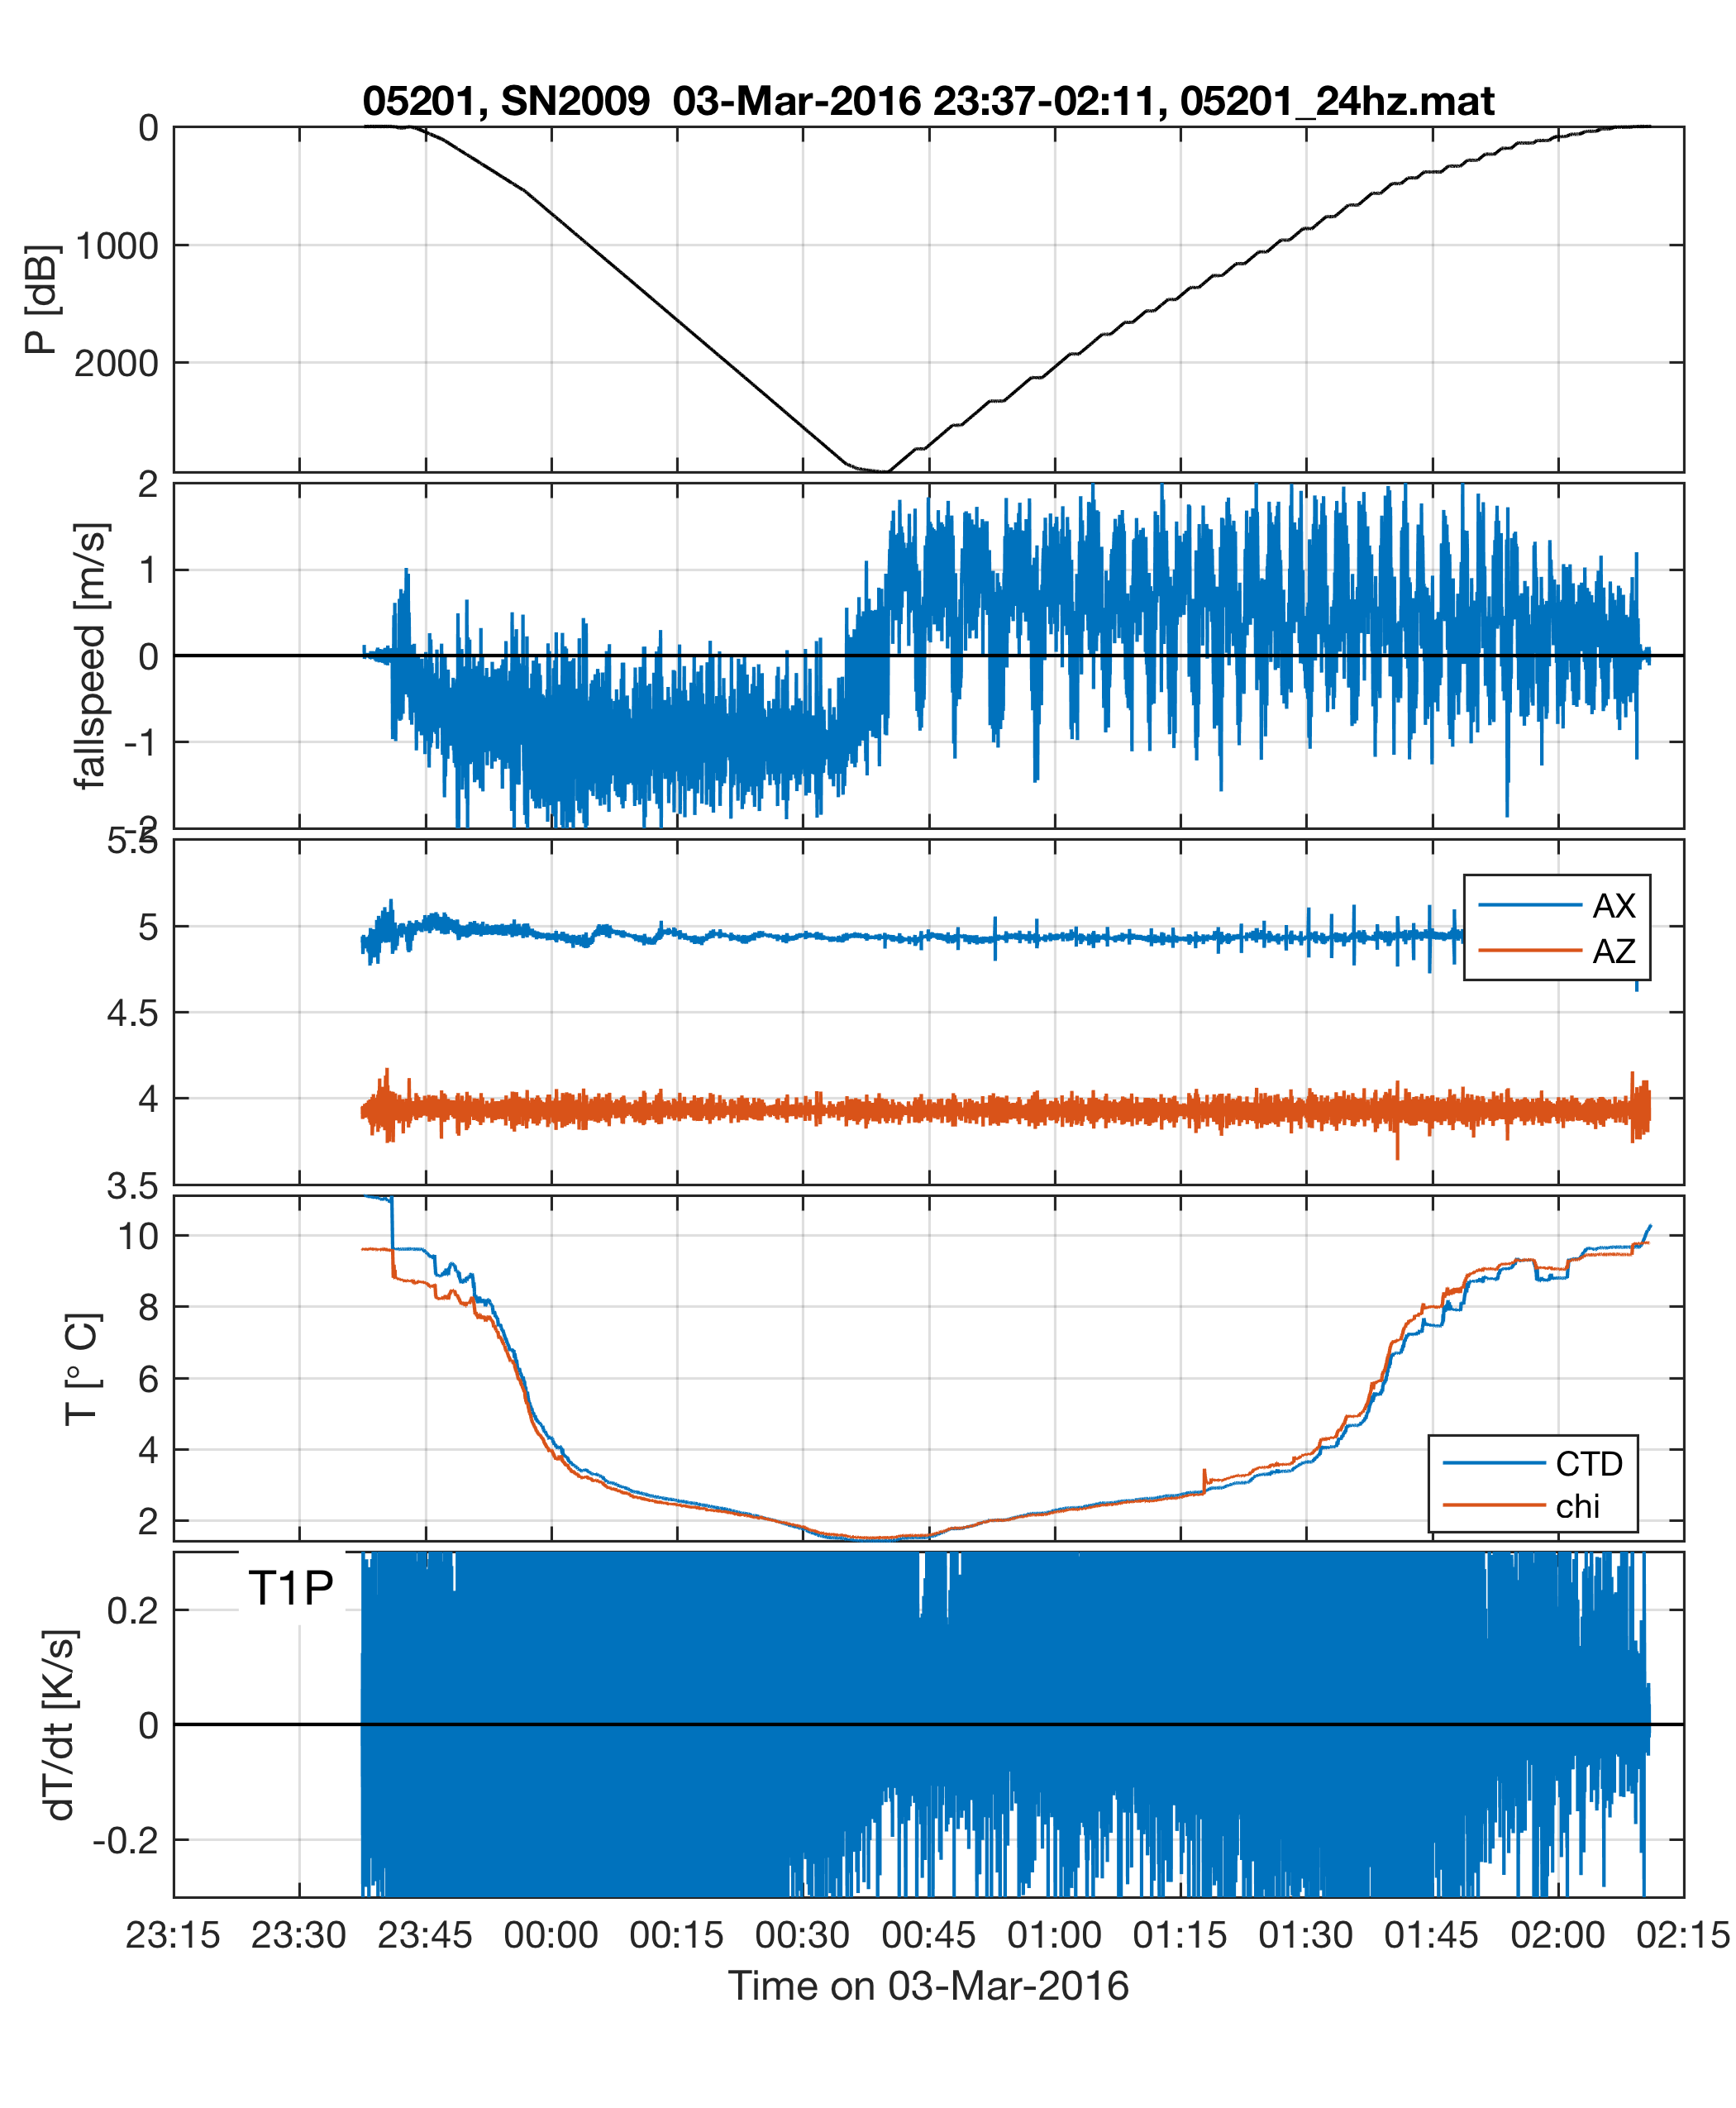 05201, SN2009  03-Mar-2016 23:37-02:11, 05201_24hz.mat
0
1000
2000
P [dB]
2
1
0
-1
-2
fallspeed [m/s]
5.5
5
4.5
4
3.5
AX
AZ
10
8
6
4
2
T [° C]
CTD
chi
T1P
0.2
0
-0.2
dT/dt [K/s]
23:15 23:30 23:45 00:00 00:15 00:30 00:45 01:00 01:15 01:30 01:45 02:00 02:15
Time on 03-Mar-2016